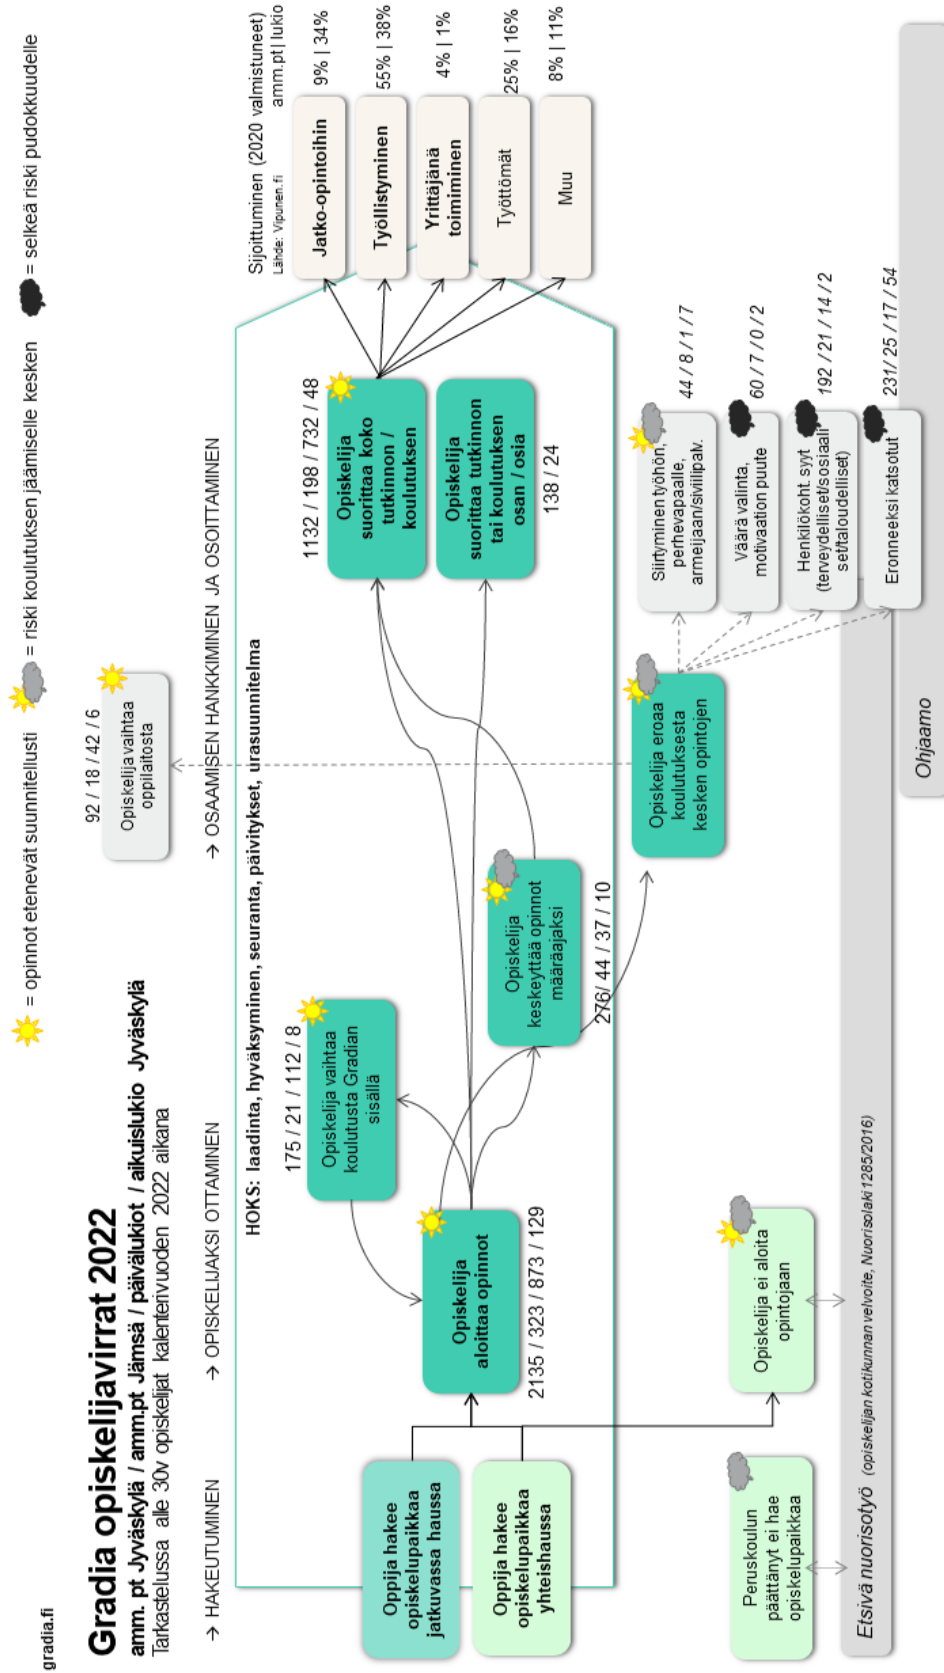 gradia.fi
= opinnot etenevät suunnitellusti
= riski koulutuksen jäämiselle kesken
= selkeä riski pudokkuudelle
Gradia opiskelijavirrat 2022
amm. pt Jyväskylä / amm.pt Jämsä / päivälukiot / aikuislukio Jyväskylä
Tarkastelussa alle 30v opiskelijat kalenterivuoden 2022 aikana
→ HAKEUTUMINEN
→ OPISKELIJAKSI OTTAMINEN
→ OSAAMISEN HANKKIMINEN JA OSOITTAMINEN
92 / 18 / 42 / 6
Opiskelija vaihtaa
oppilaitosta
HOKS: laadinta, hyväksyminen, seuranta, päivitykset, urasuunnitelma
Oppija hakee
opiskelupaikkaa
jatkuvassa haussa
Oppija hakee
opiskelupaikkaa
yhteishaussa
Opiskelija
aloittaa opinnot
2135 / 323 / 873 / 129
175 / 21 / 112 / 8
Opiskelija vaihtaa
koulutusta Gradian
sisällä
Opiskelija
keskeyttää opinnot
määräajaksi
276/ 44 / 37 / 10
1132 / 198 / 732 / 48
Opiskelija
suorittaa koko
tutkinnon /
koulutuksen
Opiskelija
suorittaa tutkinnon
tai koulutuksen
osan / osia
138 / 24
Sijoittuminen (2020 valmistuneet)
Lähde: Vipunen.fi
amm.pt| lukio
Jatko-opintoihin
9% | 34%
Työllistyminen
55% | 38%
Yrittäjänä
toimiminen
4% | 1%
Työttömät
25% | 16%
Muu
8% | 11%
Opiskelija eroaa
koulutuksesta
kesken opintojen
Siirtyminen työhön,
perhevapaalle,
armeijaan/siviilipalv.
44 / 8 / 1 / 7
Väärä valinta,
motivaation puute
60 / 7 / 0 / 2
Henkilökoht. syyt
(terveydelliset/sosiaali
set/taloudelliset)
192 / 21 / 14 / 2
Eronneeksi katsotut
231/ 25 / 17 / 54
Peruskoulun
päättänyt ei hae
opiskelupaikkaa
Opiskelija ei aloita
opintojaan
Etsivä nuorisotyö (opiskelijan kotikunnan velvoite, Nuorisolaki 1285/2016)
Ohjaamo